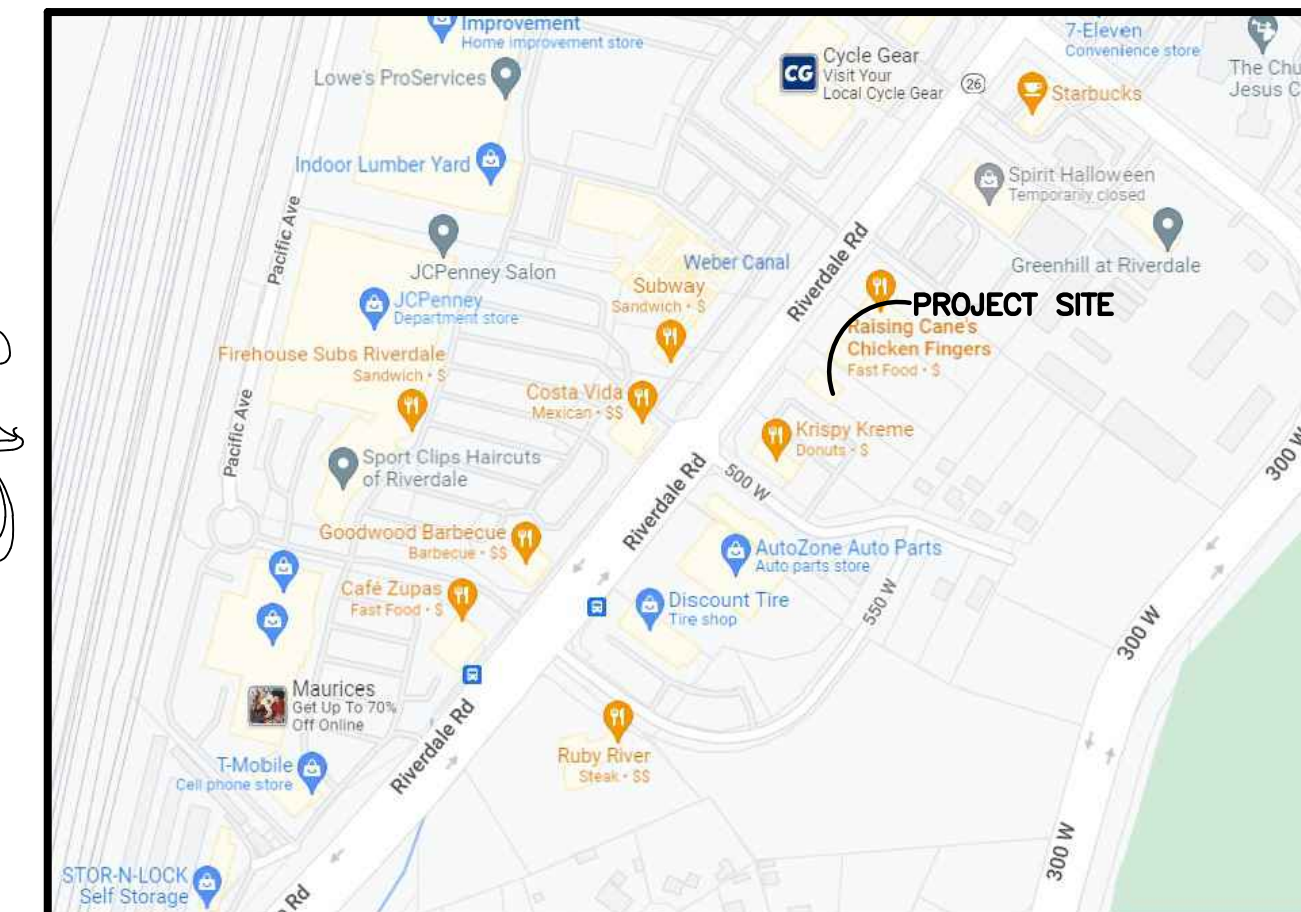 Improvement
Home improvement store
7-Eleven
Convenience store
Lowe's ProServices
CG
Cycle Gear
Visit Your
Local Cycle Gear
26
Starbucks
The Chu
Jesus C
Indoor Lumber Yard
Spirit Halloween
Temporarily closed
Pacific Ave
JCPenney Salon
Weber Canal
Riverdale Rd
Greenhill at Riverdale
JCPenney
Department store
Subway
Sandwich • $
PROJECT SITE
Raising Cane's
Chicken Fingers
Fast Food • $
Firehouse Subs Riverdale
Sandwich • $
Costa Vida
Mexican • $$
Krispy Kreme
Donuts • $
Pacific Ave
Sport Clips Haircuts
of Riverdale
Riverdale Rd
500 W
300 W
Goodwood Barbecue
Barbecue • $$
AutoZone Auto Parts
Auto parts store
Café Zupas
Fast Food • $
Discount Tire
Tire shop
550 W
300 W
Maurices
Get Up To 70%
Off Online
Riverdale Rd
T-Mobile
Cell phone store
Ruby River
Steak • $$
300 W
STOR-N-LOCK
Self Storage
Rd